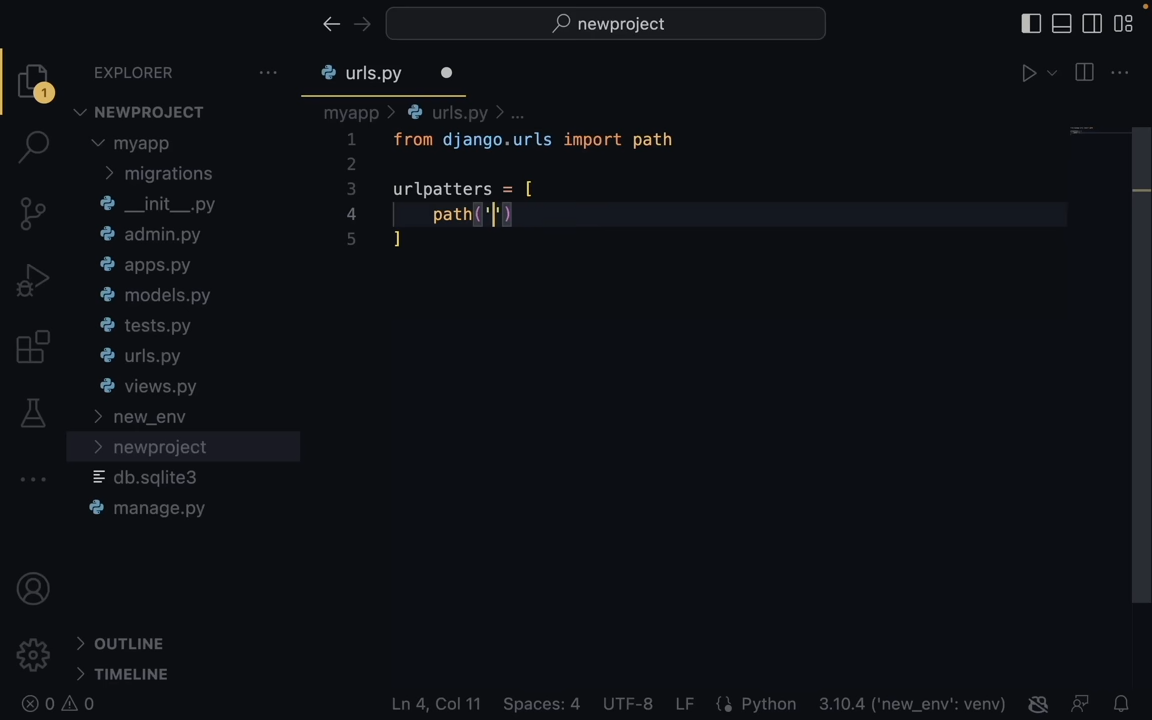 newproject
EXPLORER
urls.py
NEWPROJECT
myapp > urls.py > ...
1 from django.urls import path
myapp
2
migrations
3 urlpatters = [
__init__.py
4 path('')
admin.py
5 ]
apps.py
models.py
tests.py
urls.py
views.py
new_env
newproject
db.sqlite3
manage.py
OUTLINE
TIMELINE
1
0 0 Ln 4, Col 11 Spaces: 4 UTF-8 LF Python 3.10.4 ('new_env': venv)